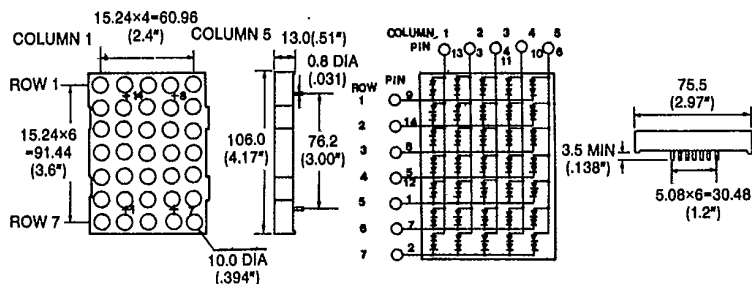 15.24×4=60.96
(2.4")
COLUMN 1
COLUMN 5
ROW 1
14
8
15.24×6
=91.44
(3.6")
ROW 7
7
10.0 DIA
(.394")
13.0(.51")
0.8 DIA
(.031)
106.0
(4.17")
76.2
(3.00")
COLUMN 1 2 3 4 5
PIN 13 3 4 11 10 6
ROW PIN
1 9
2 14
3 8
4 5
12
5 1
6 7
7 2
75.5
(2.97")
3.5 MIN
(.138")
5.08×6=30.48
(1.2")